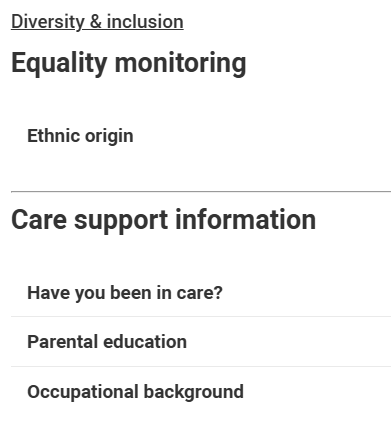 Diversity & inclusion
Equality monitoring
Ethnic origin
Care support information
Have you been in care?
Parental education
Occupational background